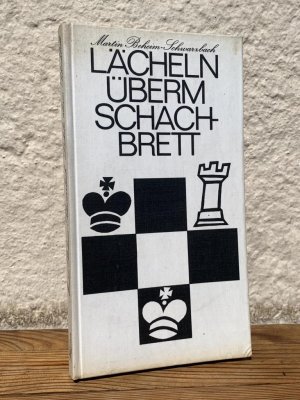 Martin Beheim-Schwarzbach
LÄCHELN
ÜBERM
SCHACH-
BRETT